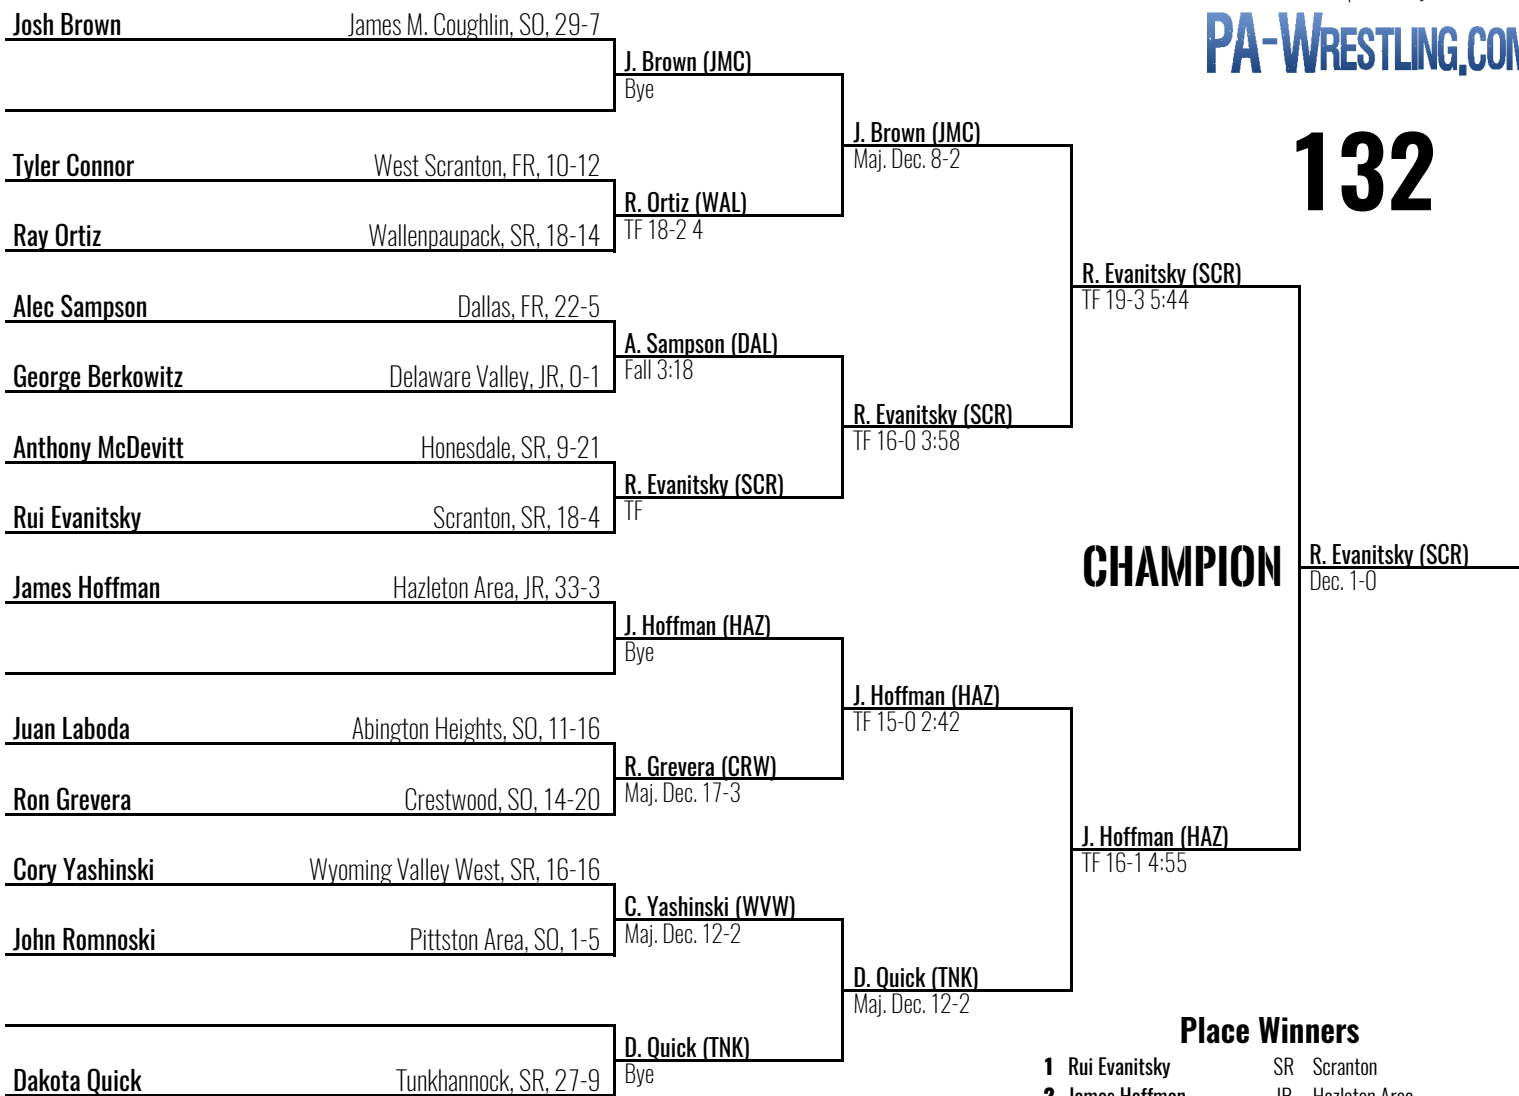 Josh Brown James M. Coughlin, SO, 29-7
J. Brown (JMC)
Bye
PA-WRESTLING.COM
J. Brown (JMC)
Maj. Dec. 8-2
132
Tyler Connor West Scranton, FR, 10-12
R. Ortiz (WAL)
TF 18-2 4
Ray Ortiz Wallenpaupack, SR, 18-14
R. Evanitsky (SCR)
TF 19-3 5:44
Alec Sampson Dallas, FR, 22-5
A. Sampson (DAL)
Fall 3:18
George Berkowitz Delaware Valley, JR, 0-1
R. Evanitsky (SCR)
TF 16-0 3:58
Anthony McDevitt Honesdale, SR, 9-21
R. Evanitsky (SCR)
TF
Rui Evanitsky Scranton, SR, 18-4
CHAMPION
R. Evanitsky (SCR)
Dec. 1-0
James Hoffman Hazleton Area, JR, 33-3
J. Hoffman (HAZ)
Bye
J. Hoffman (HAZ)
TF 15-0 2:42
Juan Laboda Abington Heights, SO, 11-16
R. Grevera (CRW)
Maj. Dec. 17-3
Ron Grevera Crestwood, SO, 14-20
J. Hoffman (HAZ)
TF 16-1 4:55
Cory Yashinski Wyoming Valley West, SR, 16-16
C. Yashinski (WVW)
Maj. Dec. 12-2
John Romnoski Pittston Area, SO, 1-5
D. Quick (TNK)
Maj. Dec. 12-2
D. Quick (TNK)
Bye
Dakota Quick Tunkhannock, SR, 27-9
Place Winners
1 Rui Evanitsky SR Scranton
2 James Hoffman JR Hazleton Area